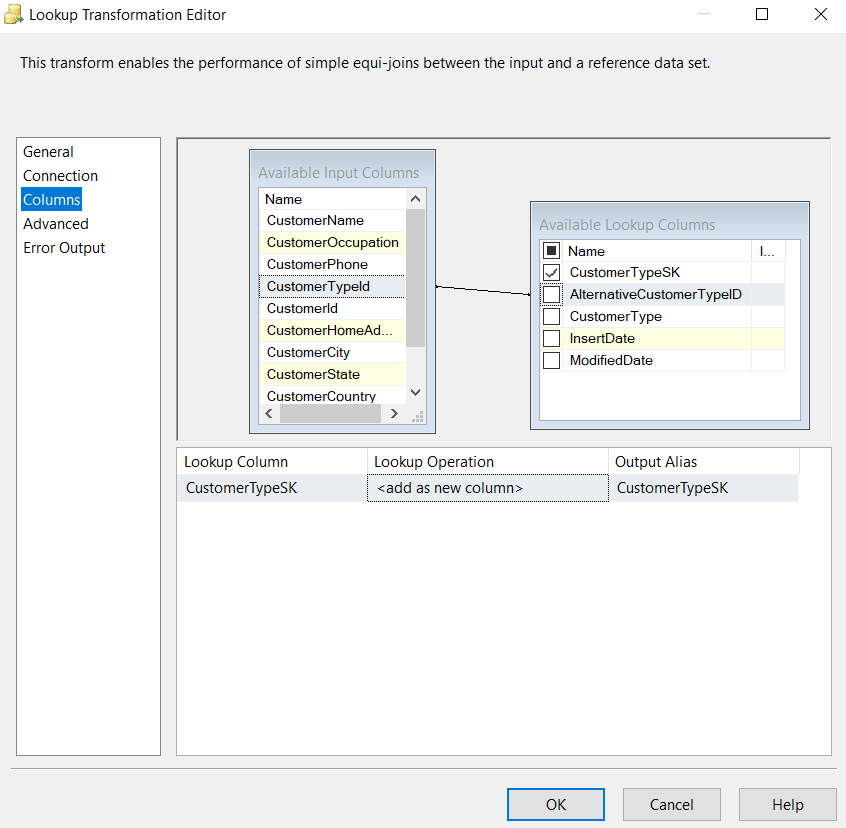 Lookup Transformation Editor
This transform enables the performance of simple equi-joins between the input and a reference data set.
General
Connection
Columns
Advanced
Error Output
Available Input Columns
Name
CustomerName
CustomerOccupation
CustomerPhone
CustomerTypeId
CustomerId
CustomerHomeAd...
CustomerCity
CustomerState
CustomerCountry
Available Lookup Columns
Name I...
CustomerTypeSK
AlternativeCustomerTypeID
CustomerType
InsertDate
ModifiedDate
Lookup Column Lookup Operation Output Alias
CustomerTypeSK <add as new column> CustomerTypeSK
OK Cancel Help